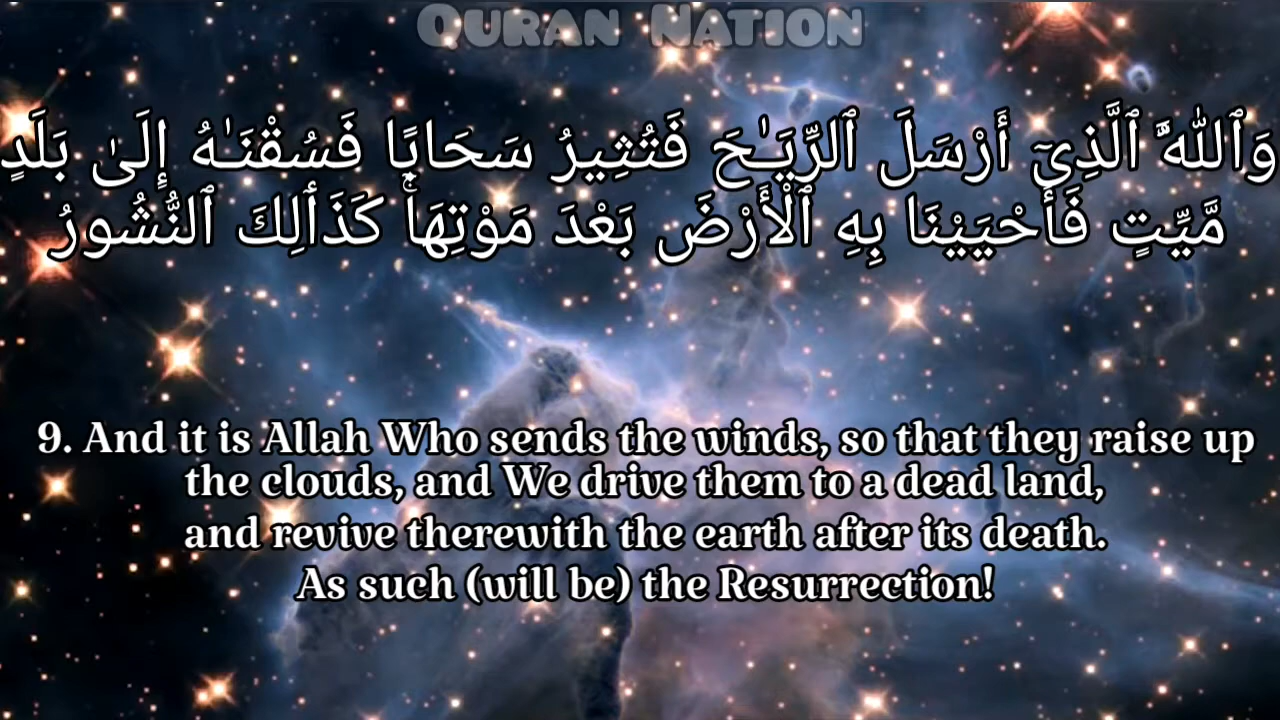 QURAN NATION
وَٱللَّهُ ٱلَّذِىٓ أَرْسَلَ ٱلرِّيَـٰحَ فَتُثِيرُ سَحَابًا فَسُقْنَـٰهُ إِلَىٰ بَلَدٍ
مَّيِّتٍ فَأَحْيَيْنَا بِهِ ٱلْأَرْضَ بَعْدَ مَوْتِهَا ۚ كَذَٲلِكَ ٱلنُّشُورُ
9. And it is Allah Who sends the winds, so that they raise up
the clouds, and We drive them to a dead land,
and revive therewith the earth after its death.
As such (will be) the Resurrection!